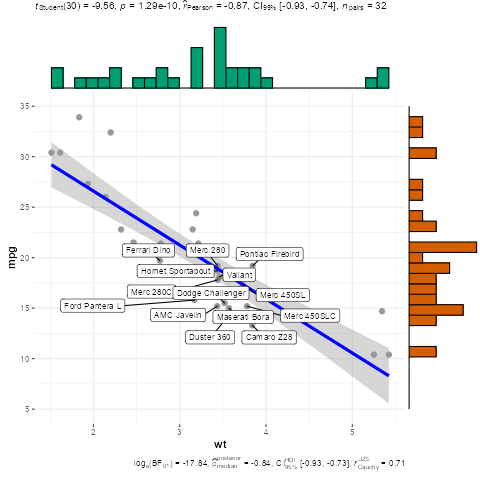 tStudent(30) = -9.56, p = 1.29e-10, r̂Pearson = -0.87, CI95% [-0.93, -0.74], npairs = 32
35
30
Ferrari Dino Merc 280 Pontiac Firebird
20
Hornet Sportabout Valiant
Merc 280C Dodge Challenger Merc 450SL
Ford Pantera L
15
AMC Javelin Maserati Bora Merc 450SLC
Duster 360 Camaro Z28
25
10
5
mpg
2 3 4 5
wt
loge(BF01) = -17.84, ρ̂ posterior median = -0.84, CI HDI 95% [-0.93, -0.73], r JZS Cauchy = 0.71